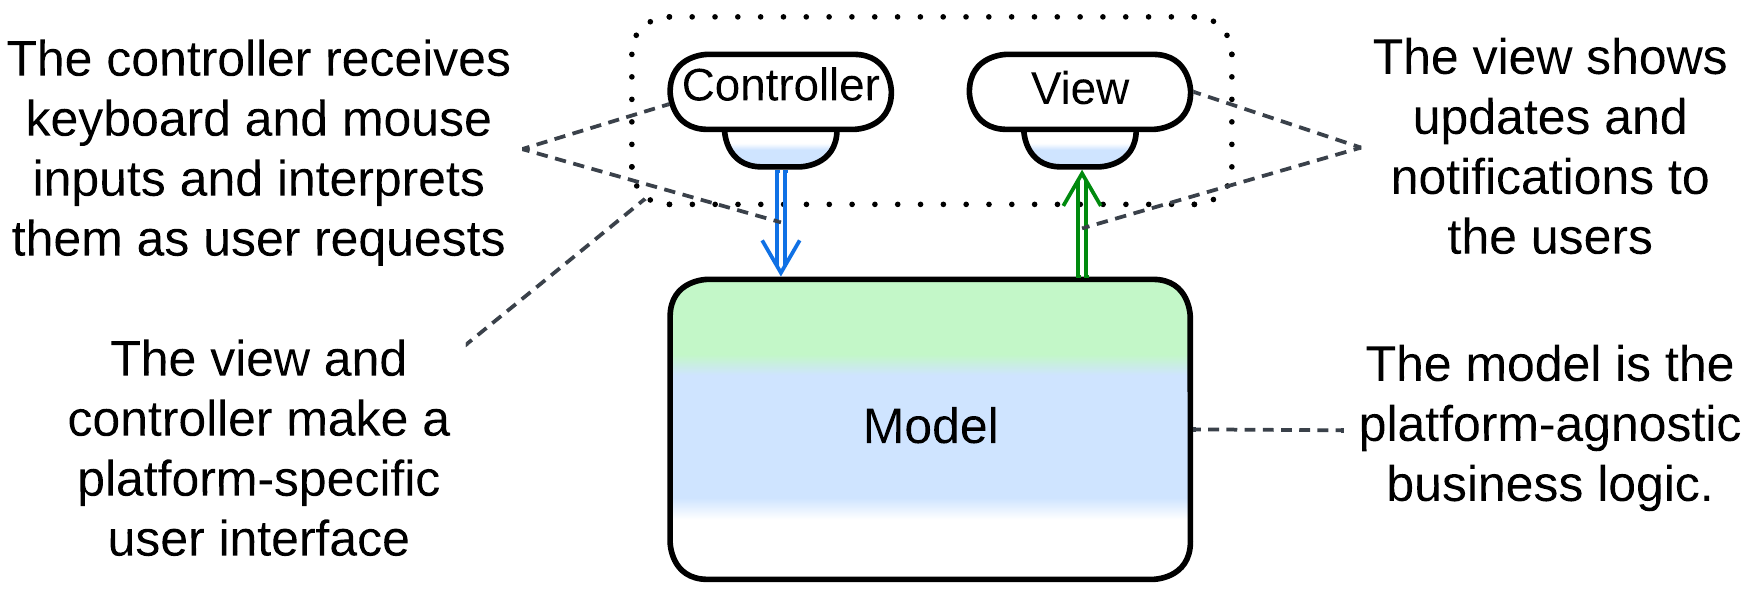 The controller receives
keyboard and mouse
inputs and interprets
them as user requests
Controller
View
The view shows
updates and
notifications to
the users
The view and
controller make a
platform-specific
user interface
Model
The model is the
platform-agnostic
business logic.